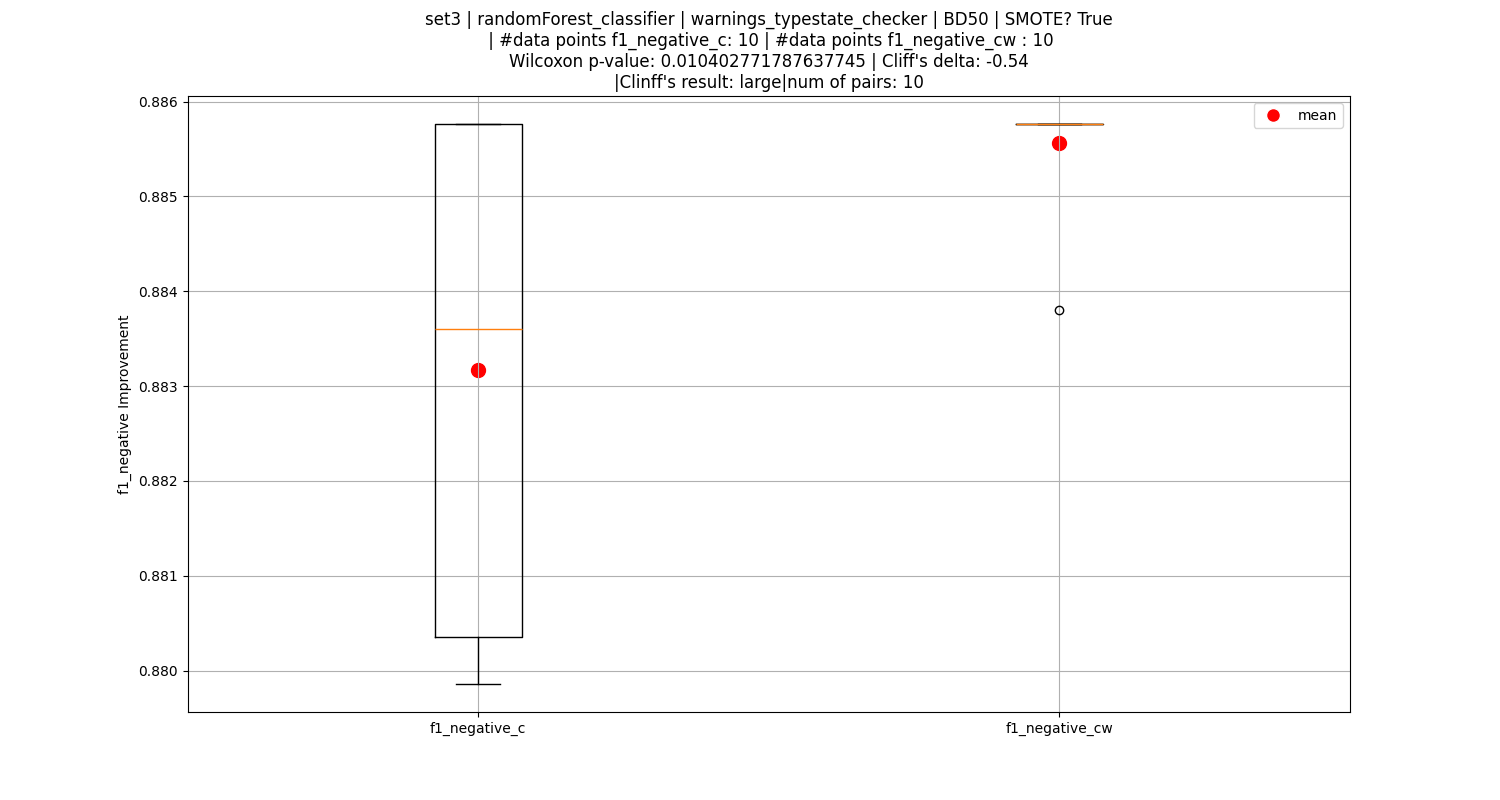 set3 | randomForest_classifier | warnings_typestate_checker | BD50 | SMOTE? True
| #data points f1_negative_c: 10 | #data points f1_negative_cw : 10
Wilcoxon p-value: 0.010402771787637745 | Cliff's delta: -0.54
|Clinff's result: large|num of pairs: 10
mean
0.886
0.885
0.884
0.883
0.882
0.881
0.880
f1_negative Improvement
f1_negative_c
f1_negative_cw